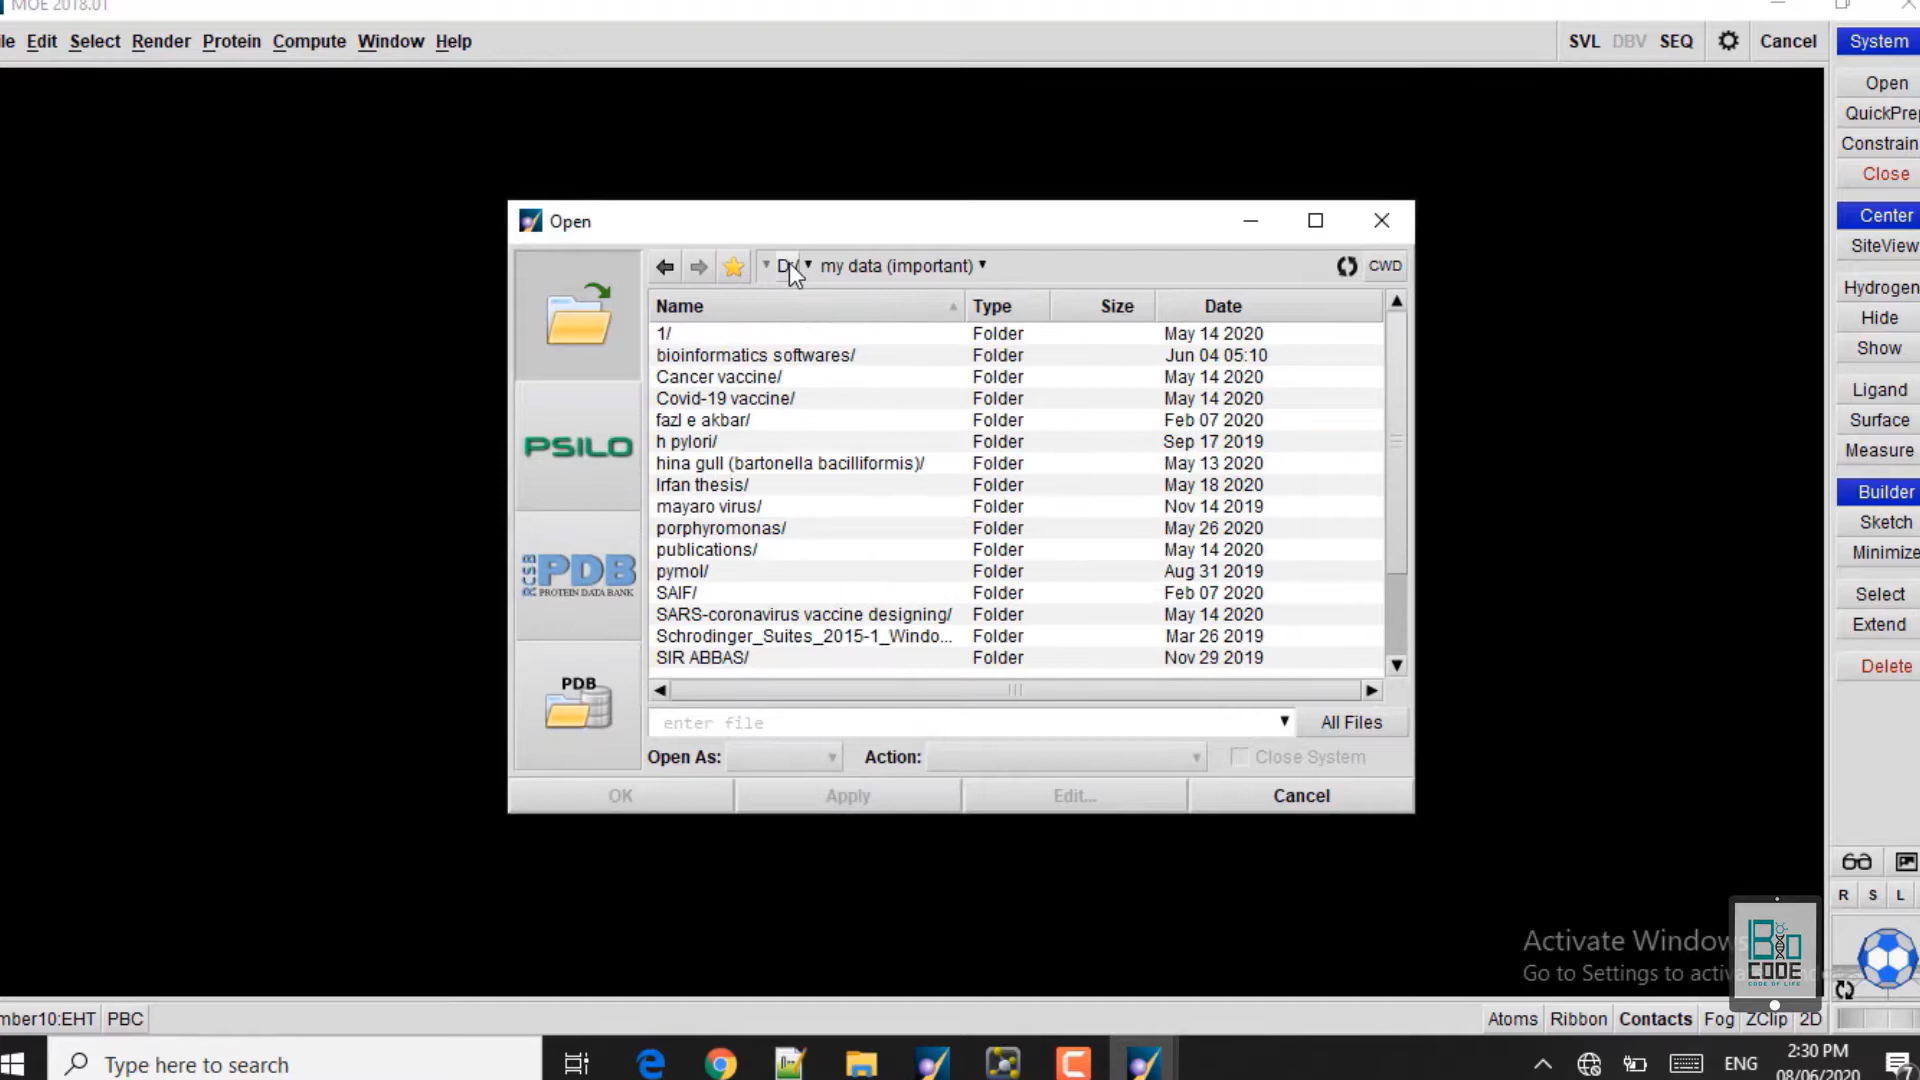 MOE 2018.01
ile Edit Select Render Protein Compute Window Help
SVL DBV SEQ Cancel System
Open
QuickPrep
Constrain
Close
Center
SiteView
Hydrogen
Hide
Show
Ligand
Surface
Measure
Builder
Sketch
Minimize
Select
Extend
Delete
R S L
Open
D:/ my data (important) CWD
Name Type Size Date
1/ Folder May 14 2020
bioinformatics softwares/ Folder Jun 04 05:10
Cancer vaccine/ Folder May 14 2020
Covid-19 vaccine/ Folder May 14 2020
fazl e akbar/ Folder Feb 07 2020
h pylori/ Folder Sep 17 2019
hina gull (bartonella bacilliformis)/ Folder May 13 2020
Irfan thesis/ Folder May 18 2020
mayaro virus/ Folder Nov 14 2019
porphyromonas/ Folder May 26 2020
publications/ Folder May 14 2020
pymol/ Folder Aug 31 2019
SAIF/ Folder Feb 07 2020
SARS-coronavirus vaccine designing/ Folder May 14 2020
Schrodinger_Suites_2015-1_Windo... Folder Mar 26 2019
SIR ABBAS/ Folder Nov 29 2019
PSILO
RCSB PDB
PROTEIN DATA BANK
PDB
enter file All Files
Open As: Action: Close System
OK Apply Edit... Cancel
Activate Windows
Go to Settings to activa
BIO
CODE
CODE OF LIFE
mber10:EHT PBC
Atoms Ribbon Contacts Fog ZClip 2D
Type here to search
ENG
2:30 PM
08/06/2020
7